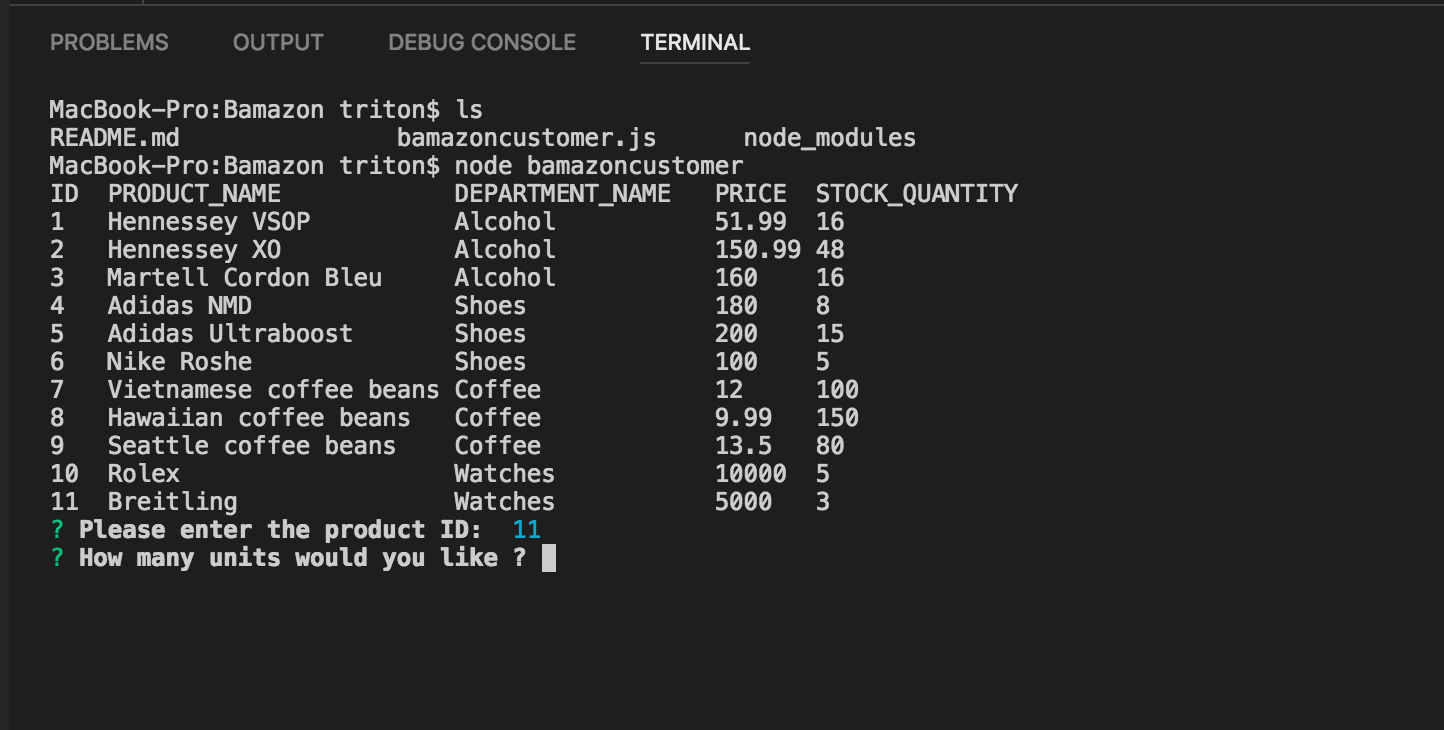 PROBLEMS OUTPUT DEBUG CONSOLE TERMINAL
MacBook-Pro:Bamazon triton$ ls
README.md bamazoncustomer.js node_modules
MacBook-Pro:Bamazon triton$ node bamazoncustomer
ID PRODUCT_NAME DEPARTMENT_NAME PRICE STOCK_QUANTITY
1 Hennessey VSOP Alcohol 51.99 16
2 Hennessey XO Alcohol 150.99 48
3 Martell Cordon Bleu Alcohol 160 16
4 Adidas NMD Shoes 180 8
5 Adidas Ultraboost Shoes 200 15
6 Nike Roshe Shoes 100 5
7 Vietnamese coffee beans Coffee 12 100
8 Hawaiian coffee beans Coffee 9.99 150
9 Seattle coffee beans Coffee 13.5 80
10 Rolex Watches 10000 5
11 Breitling Watches 5000 3
? Please enter the product ID: 11
? How many units would you like ?